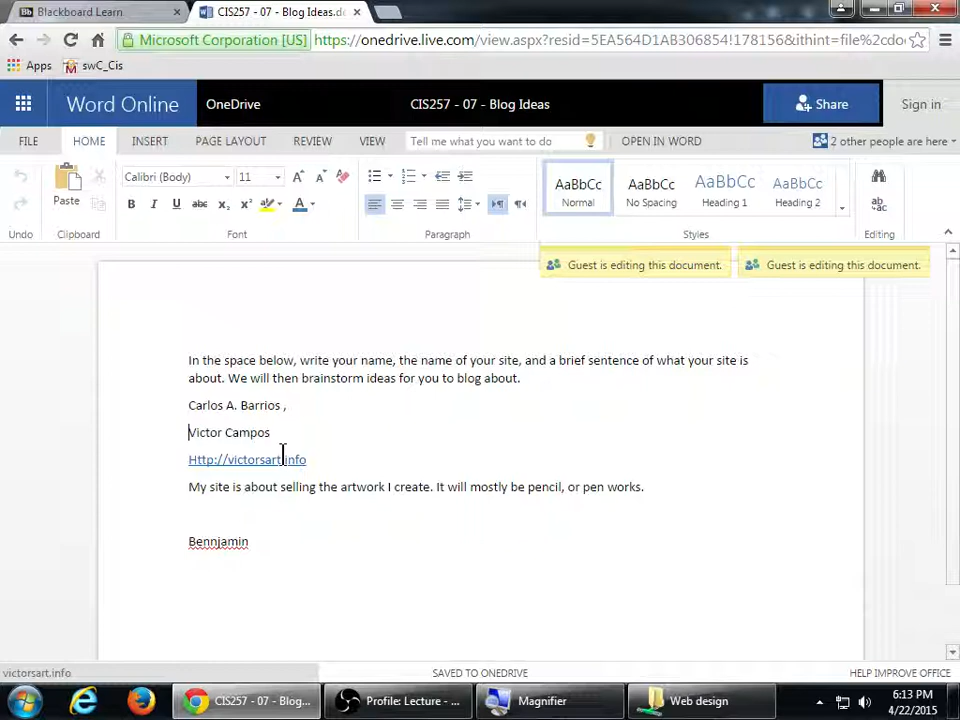 Blackboard Learn
CIS257 - 07 - Blog Ideas.d
Microsoft Corporation [US]
https://onedrive.live.com/view.aspx?resid=5EA564D1AB306854!178156&ithint=file%2cdo
Apps
swC_Cis
Word Online
OneDrive
CIS257 - 07 - Blog Ideas
Share
Sign in
FILE
HOME
INSERT
PAGE LAYOUT
REVIEW
VIEW
Tell me what you want to do
OPEN IN WORD
2 other people are here
Paste
Calibri (Body)
11
B I U abc x₂ x²
A
AaBbCc
Normal
AaBbCc
No Spacing
AaBbCc
Heading 1
AaBbCc
Heading 2
Undo
Clipboard
Font
Paragraph
Styles
Editing
Guest is editing this document.
Guest is editing this document.
In the space below, write your name, the name of your site, and a brief sentence of what your site is
about. We will then brainstorm ideas for you to blog about.
Carlos A. Barrios ,
Victor Campos
Http://victorsart.info
My site is about selling the artwork I create. It will mostly be pencil, or pen works.
Bennjamin
victorsart.info
SAVED TO ONEDRIVE
HELP IMPROVE OFFICE
CIS257 - 07 - Blog...
Profile: Lecture - ...
Magnifier
Web design
6:13 PM
4/22/2015